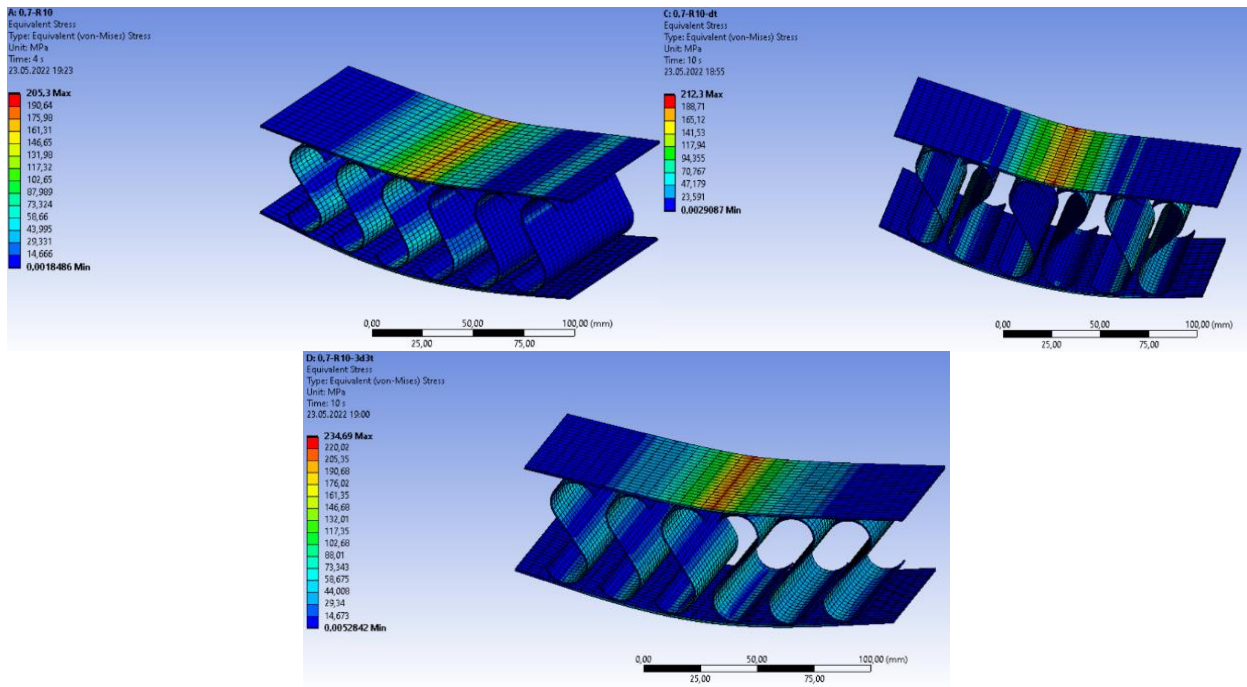 A: 0,7-R10
Equivalent Stress
Type: Equivalent (von-Mises) Stress
Unit: MPa
Time: 4 s
23.05.2022 19:23
205,3 Max
190,64
175,98
161,31
146,65
131,98
117,32
102,65
87,989
73,324
58,66
43,995
29,331
14,666
0,0018486 Min
0,00 50,00 100,00 (mm)
25,00 75,00
C: 0,7-R10-dt
Equivalent Stress
Type: Equivalent (von-Mises) Stress
Unit: MPa
Time: 10 s
23.05.2022 18:55
212,3 Max
188,71
165,12
141,53
117,94
94,355
70,767
47,179
23,591
0,0029087 Min
0,00 50,00 100,00 (mm)
25,00 75,00
D: 0,7-R10-3d3t
Equivalent Stress
Type: Equivalent (von-Mises) Stress
Unit: MPa
Time: 10 s
23.05.2022 19:00
234,69 Max
220,02
205,35
190,68
176,02
161,35
146,68
132,01
117,35
102,68
88,01
73,343
58,675
44,008
29,34
14,673
0,0052842 Min
0,00 50,00 100,00 (mm)
25,00 75,00